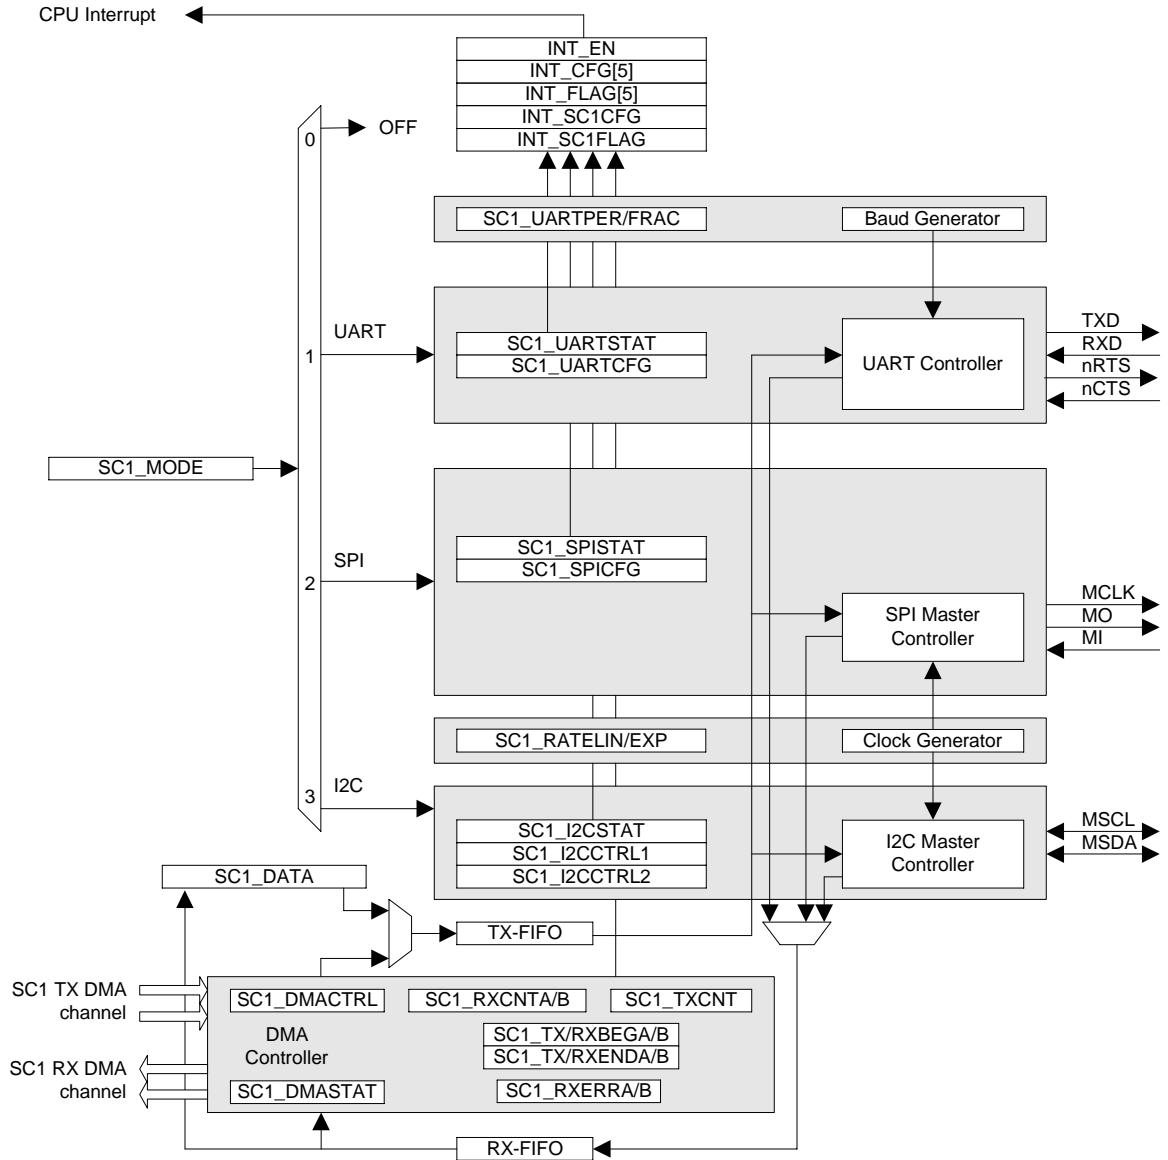 CPU Interrupt
INT_EN
INT_CFG[5]
INT_FLAG[5]
INT_SC1CFG
INT_SC1FLAG
0
OFF
SC1_UARTPER/FRAC
Baud Generator
UART
1
SC1_UARTSTAT
SC1_UARTCFG
UART Controller
TXD
RXD
nRTS
nCTS
SC1_MODE
SPI
2
SC1_SPISTAT
SC1_SPICFG
SPI Master
Controller
MCLK
MO
MI
SC1_RATELIN/EXP
Clock Generator
I2C
3
SC1_I2CSTAT
SC1_I2CCTRL1
SC1_I2CCTRL2
I2C Master
Controller
MSCL
MSDA
SC1_DATA
TX-FIFO
SC1 TX DMA
channel
SC1_DMACTRL
SC1_RXCNTA/B
SC1_TXCNT
DMA
Controller
SC1_TX/RXBEGA/B
SC1_TX/RXENDA/B
SC1 RX DMA
channel
SC1_DMASTAT
SC1_RXERRA/B
RX-FIFO